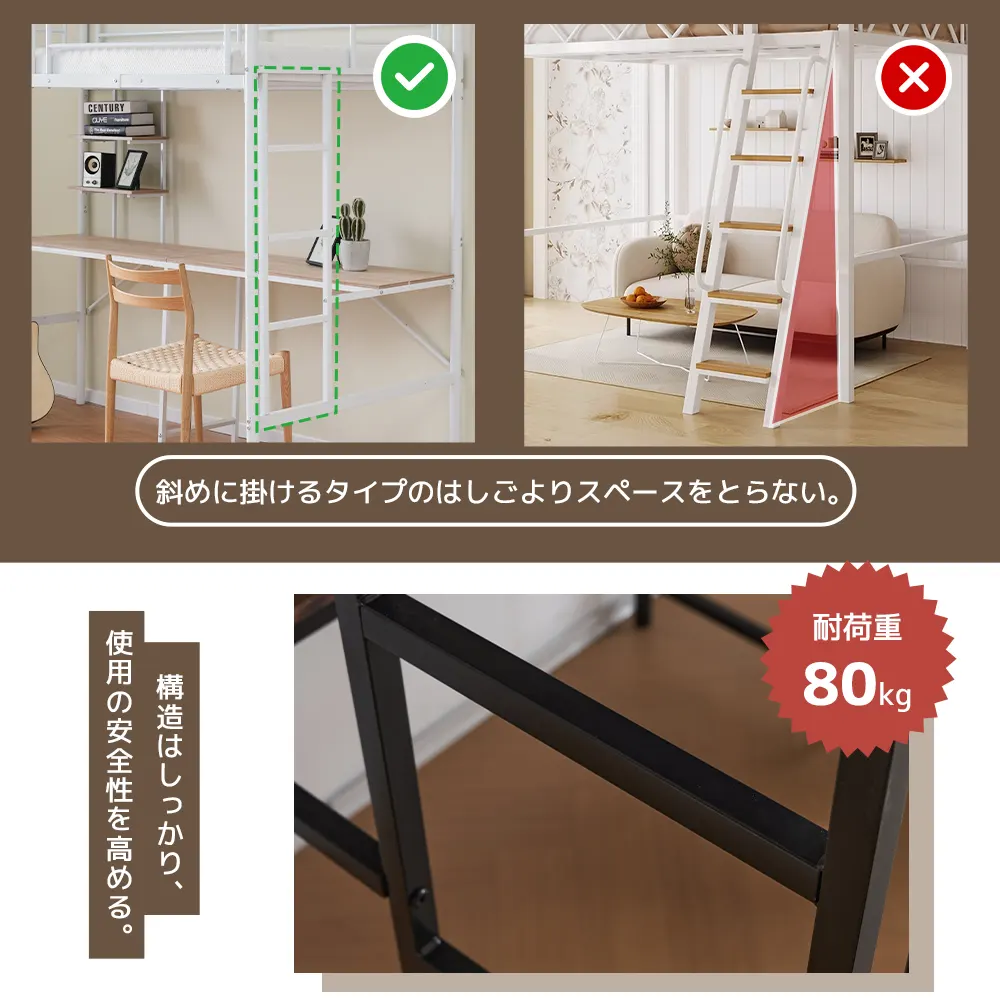 CENTURY
斜めに掛けるタイプのはしごよりスペースをとらない。
耐荷重
80kg
構造はしっかり、
使用の安全性を高める。